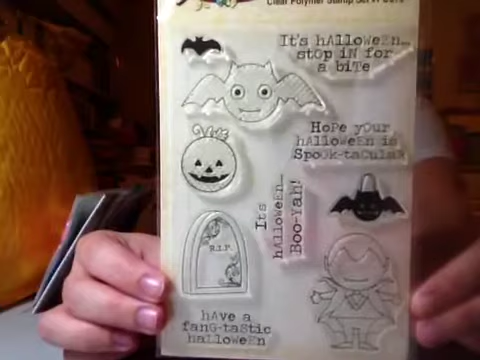 Clear Polymer Stamp Set
It's hAllOweEn...
stOp iN for
a biTe
HoPe yOur
hAlloweEn is
SpoOk-tacUlaR
It's
hAlloweEn...
Boo-Yah!
R.I.P.
hAve a
fanG-taStic
halloweEn